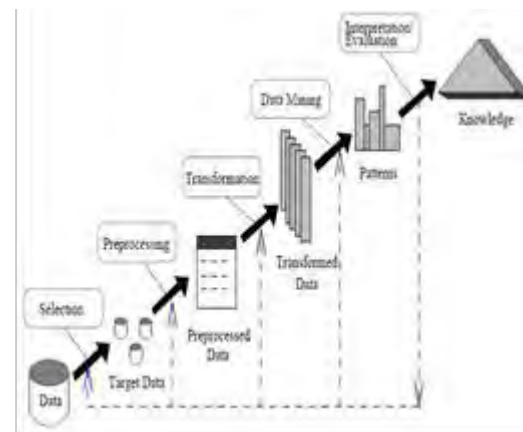 Interpretation/
Evaluation
Data Mining
Knowledge
Transformation
Patterns
Preprocessing
Transformed
Data
Selection
Preprocessed
Data
Target Data
Data